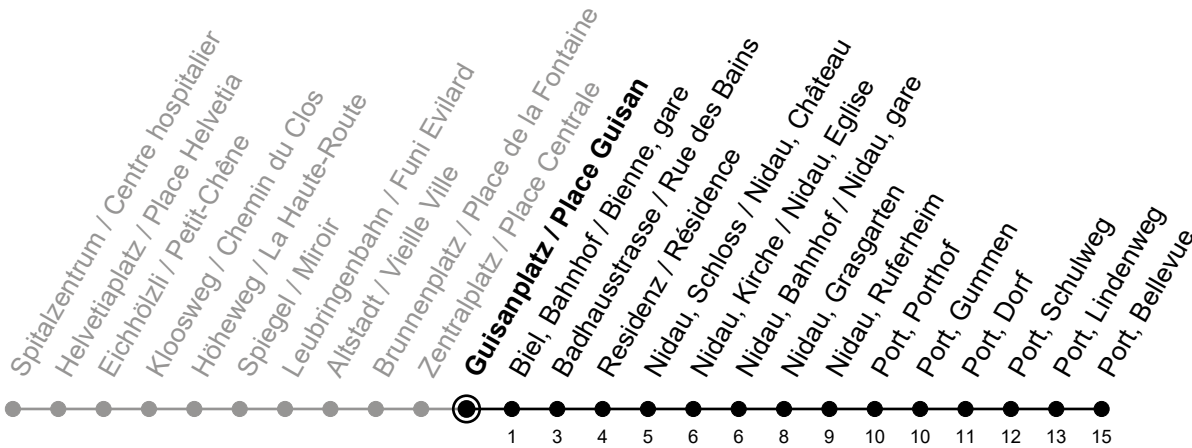 Spitalzentrum / Centre hospitalier
Helvetiaplatz / Place Helvetia
Eichhölzli / Petit-Chêne
Kloosweg / Chemin du Clos
Höheweg / La Haute-Route
Spiegel / Miroir
Leubringenbahn / Funi Evilard
Altstadt / Vieille Ville
Brunnenplatz / Place de la Fontaine
Zentralplatz / Place Centrale
Guisanplatz / Place Guisan
Biel, Bahnhof / Bienne, gare
Badhausstrasse / Rue des Bains
Residenz / Résidence
Nidau, Schloss / Nidau, Château
Nidau, Kirche / Nidau, Eglise
Nidau, Bahnhof / Nidau, gare
Nidau, Grasgarten
Nidau, Ruferheim
Port, Porthof
Port, Gummen
Port, Dorf
Port, Schulweg
Port, Lindenweg
Port, Bellevue
1 3 4 5 6 6 8 9 10 10 11 12 13 15